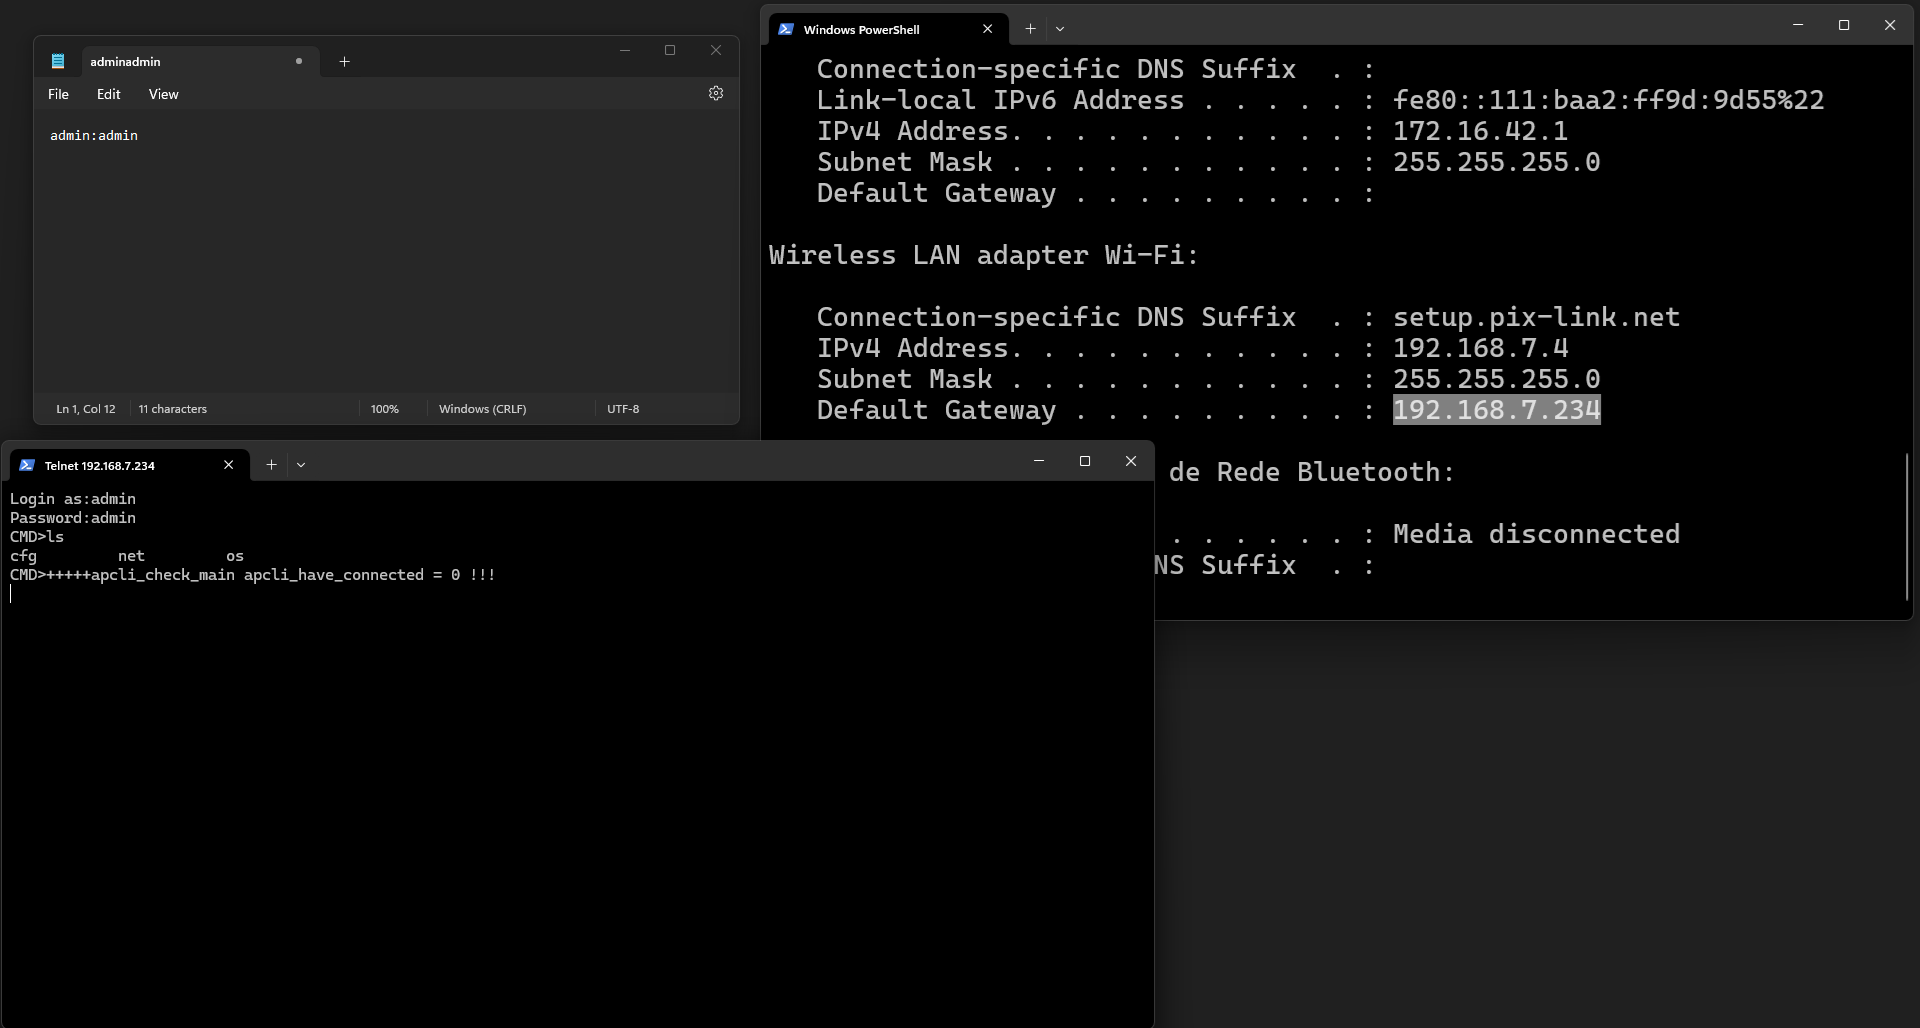 adminadmin
File Edit View
admin:admin
Ln 1, Col 12 11 characters 100% Windows (CRLF) UTF-8
Windows PowerShell
Connection-specific DNS Suffix  . :
Link-local IPv6 Address . . . . . : fe80::111:baa2:ff9d:9d55%22
IPv4 Address. . . . . . . . . . . : 172.16.42.1
Subnet Mask . . . . . . . . . . . : 255.255.255.0
Default Gateway . . . . . . . . . :
Wireless LAN adapter Wi-Fi:
Connection-specific DNS Suffix  . : setup.pix-link.net
IPv4 Address. . . . . . . . . . . : 192.168.7.4
Subnet Mask . . . . . . . . . . . : 255.255.255.0
Default Gateway . . . . . . . . . : 192.168.7.234
de Rede Bluetooth:
. . . . . . : Media disconnected
NS Suffix  . :
Telnet 192.168.7.234
Login as:admin
Password:admin
CMD>ls
cfg         net         os
CMD>+++++apcli_check_main apcli_have_connected = 0 !!!